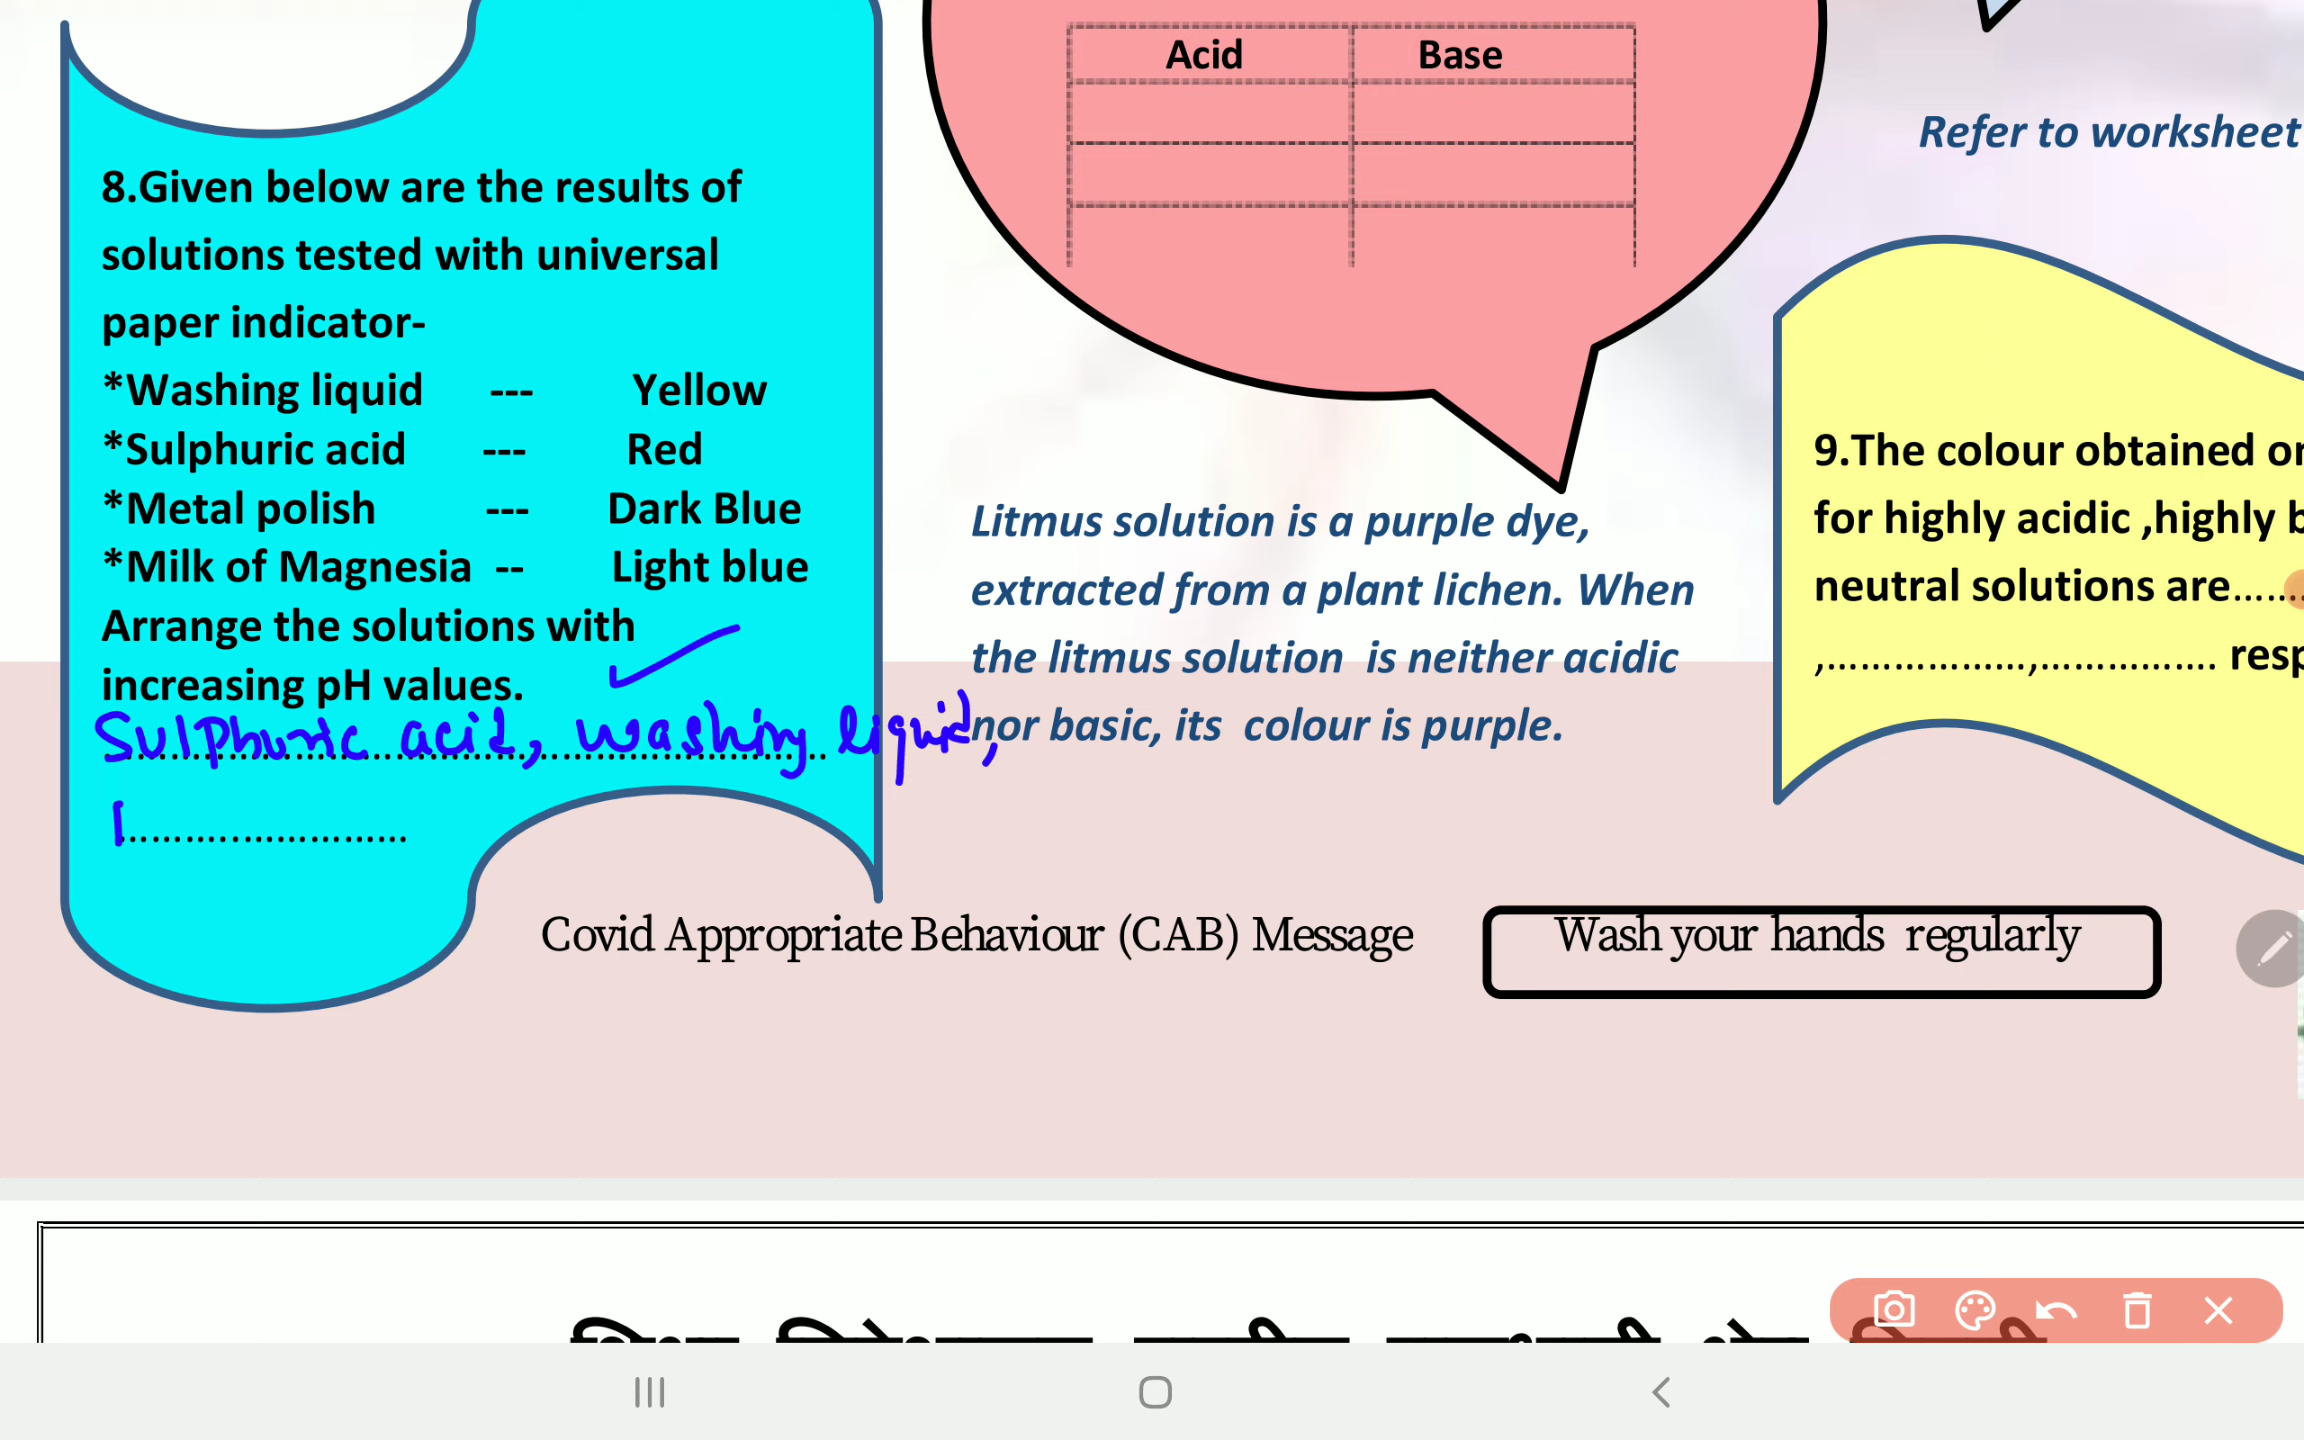 Acid Base
Refer to worksheet
8.Given below are the results of
solutions tested with universal
paper indicator-
*Washing liquid --- Yellow
*Sulphuric acid --- Red
*Metal polish --- Dark Blue
*Milk of Magnesia -- Light blue
Arrange the solutions with
increasing pH values.
Sulphuric acid, washing liquid,
Litmus solution is a purple dye,
extracted from a plant lichen. When
the litmus solution is neither acidic
nor basic, its colour is purple.
9.The colour obtained
for highly acidic ,highly
neutral solutions are.......
,..................,................
Covid Appropriate Behaviour (CAB) Message
Wash your hands regularly